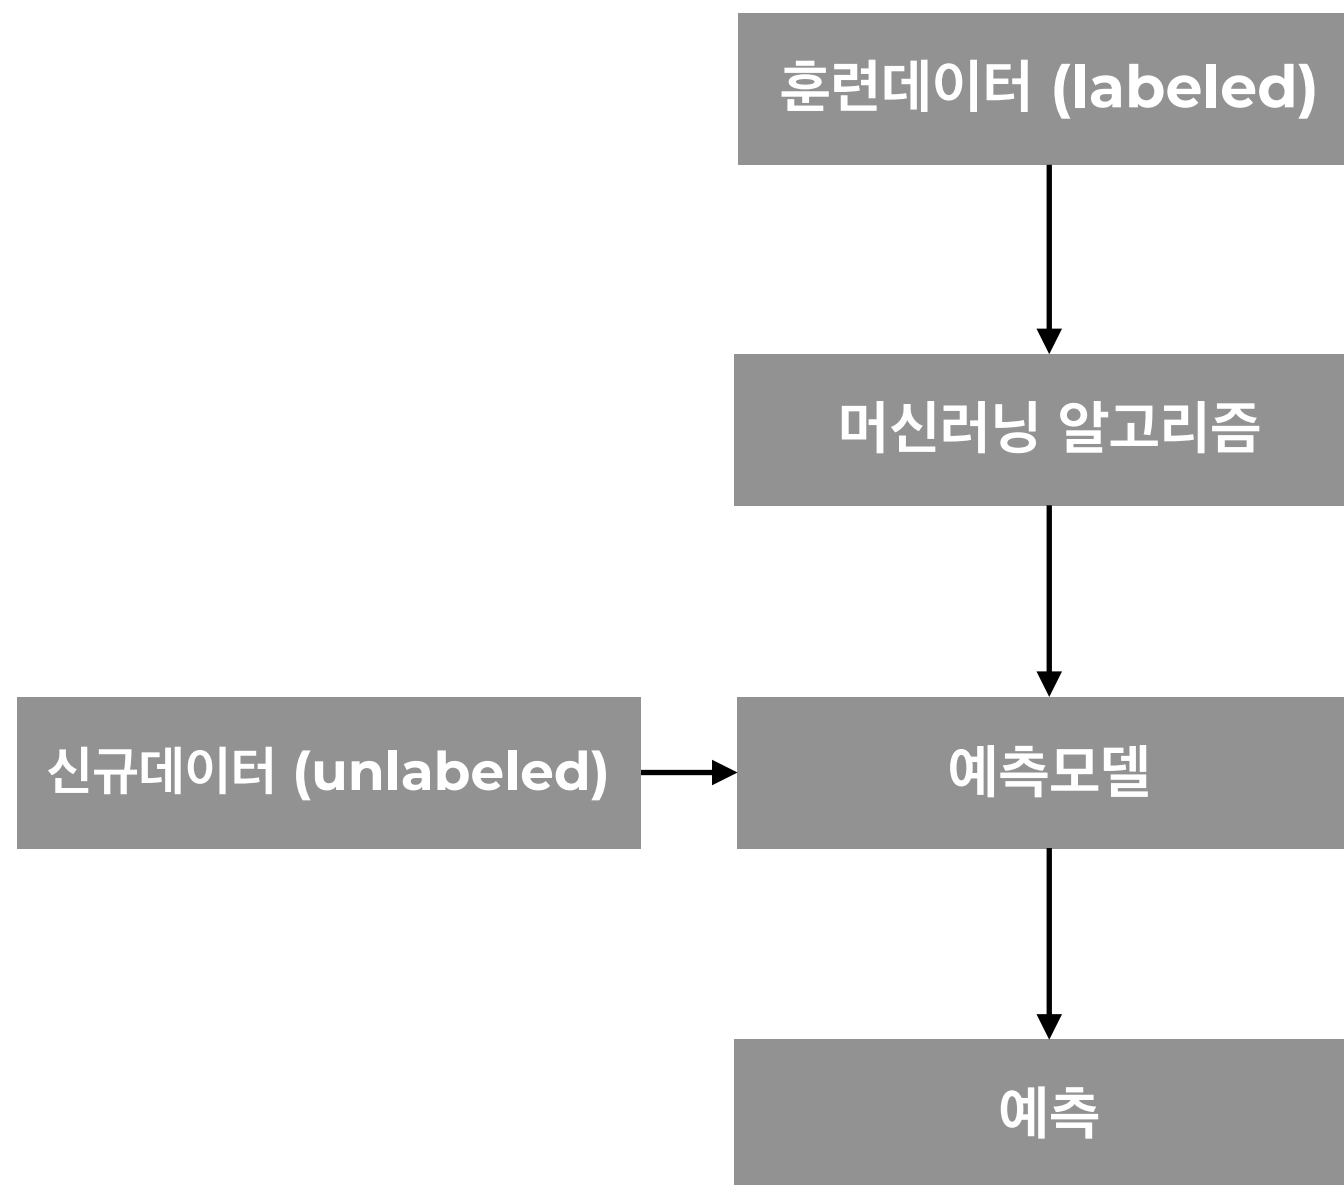 훈련데이터 (labeled)
머신러닝 알고리즘
신규데이터 (unlabeled)
예측모델
예측